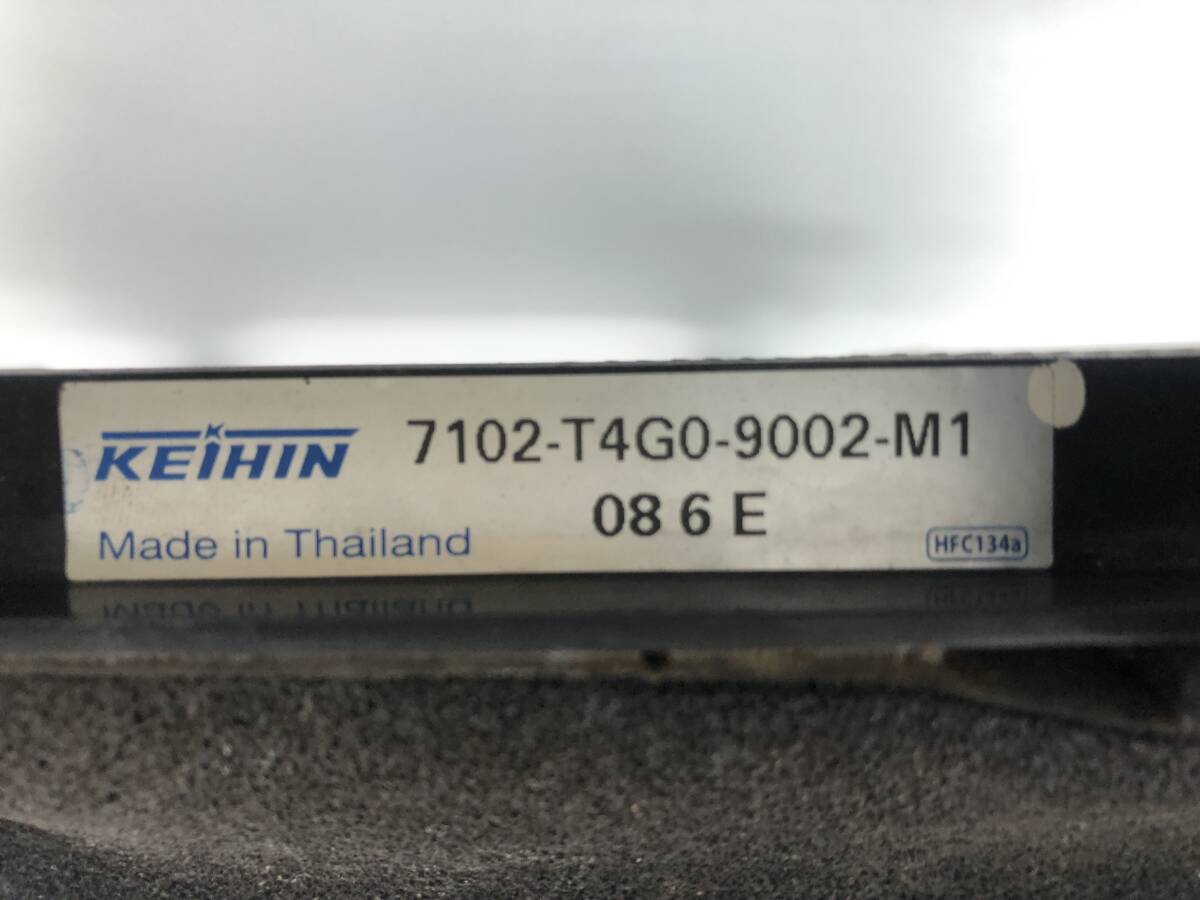 KEIHIN 7102-T4G0-9002-M1
08 6 E
Made in Thailand
HFC134a